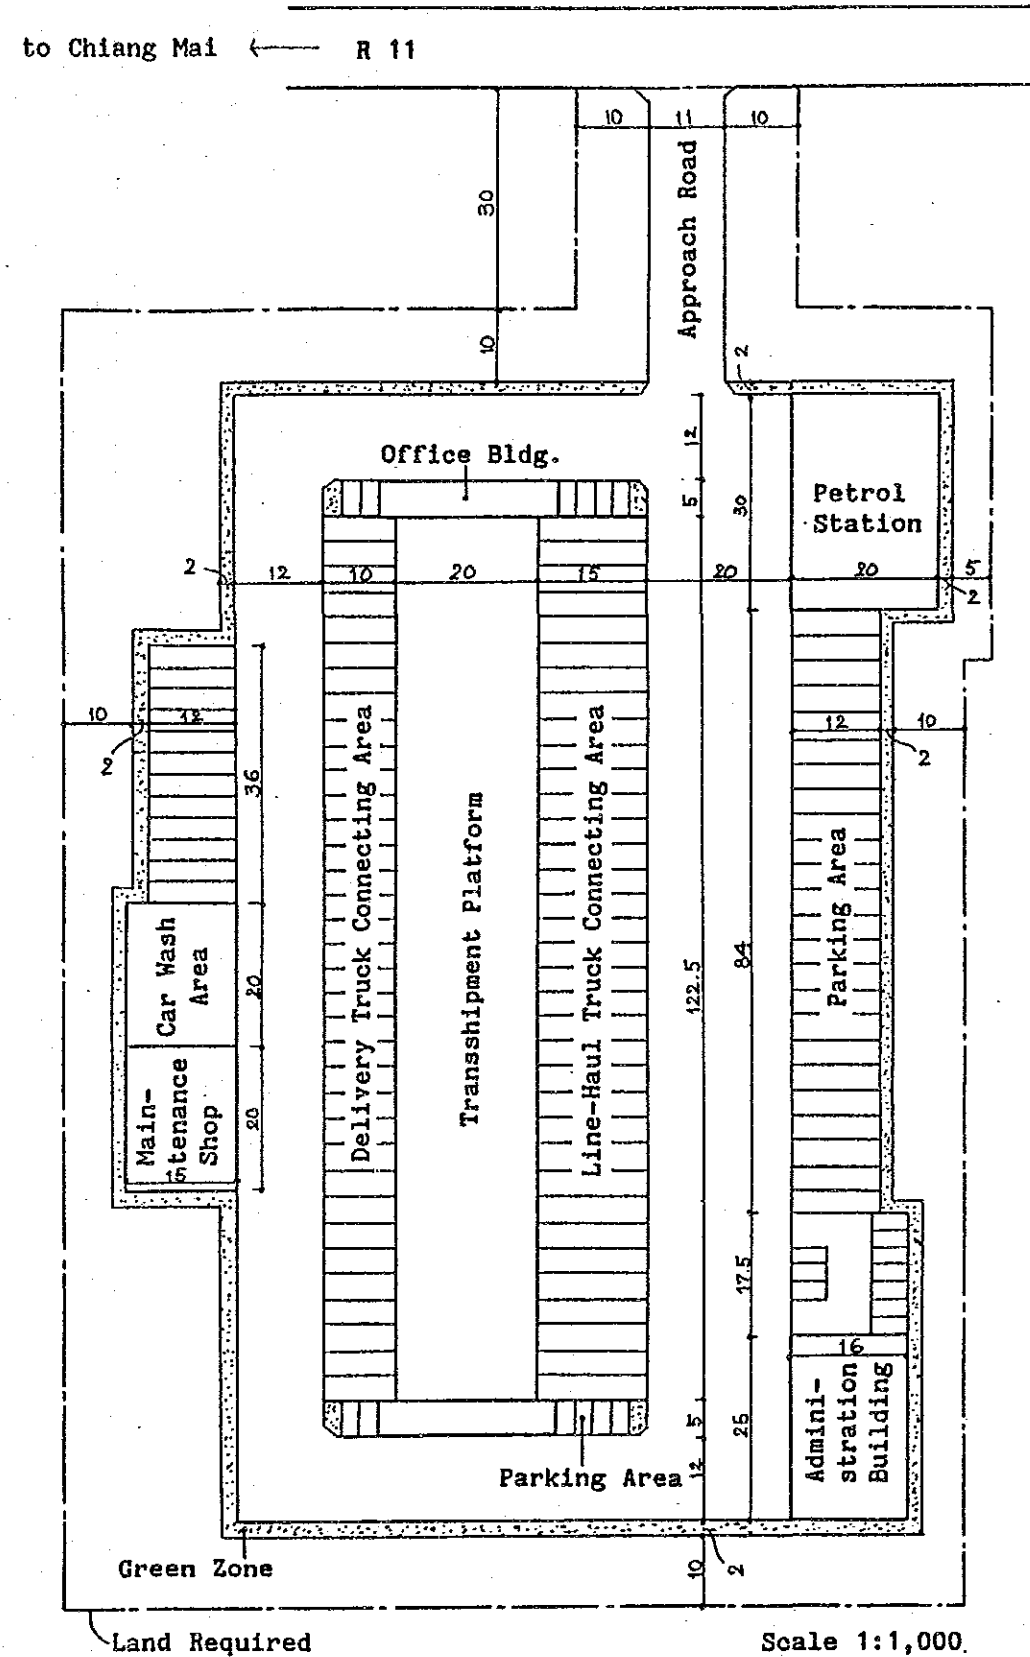 to Chiang Mai ← R 11
10 11 10
30
Approach Road
10
2
12
Office Bldg.
5
30
Petrol
Station
2
12 10 20 15 20 20 5
2
10 12
2
12 10
2
36
Delivery Truck Connecting Area
Transshipment Platform
Line-Haul Truck Connecting Area
122.5
84
Parking Area
Car Wash
Area
20
Main-
tenance
Shop
20
15
17.5
16
Admini-
stration
Building
25
5
12
Parking Area
Green Zone
10
2
Land Required
Scale 1:1,000